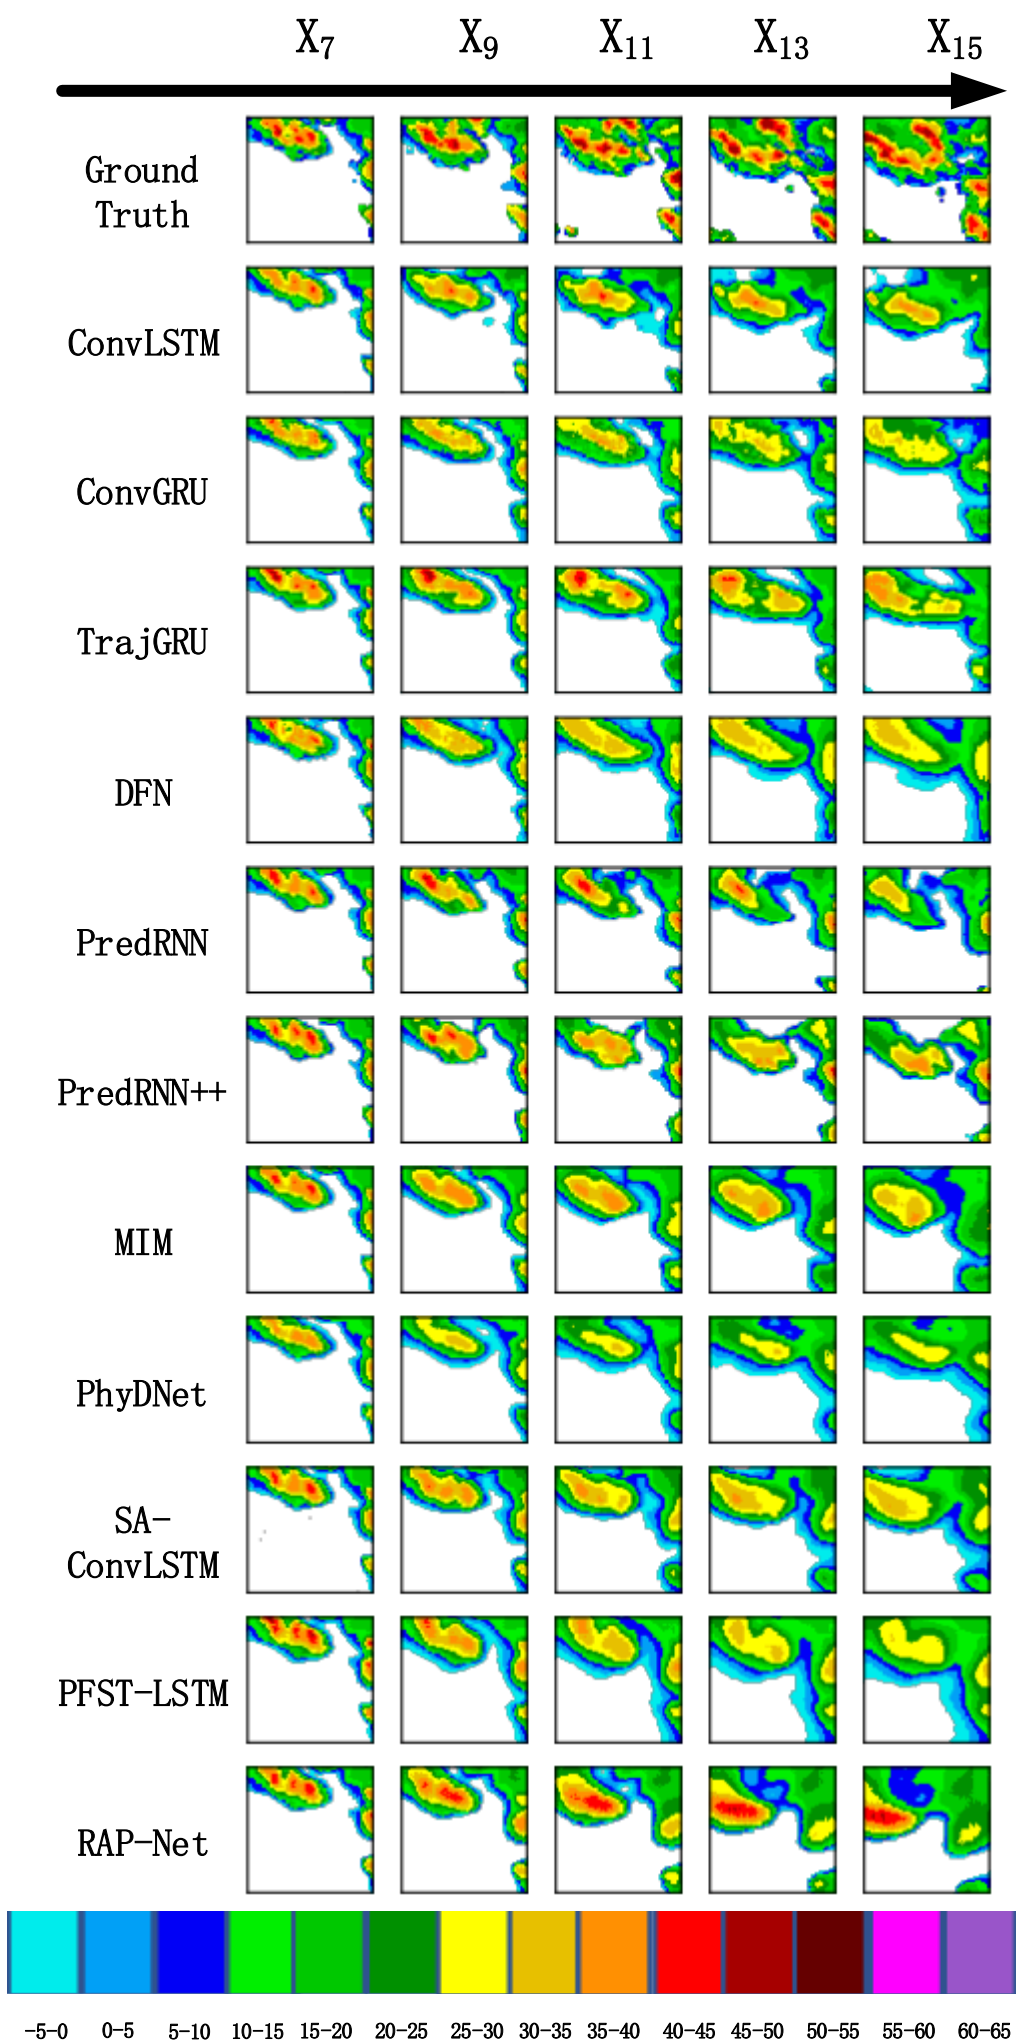 X7 X9 X11 X13 X15
Ground
Truth
ConvLSTM
ConvGRU
TrajGRU
DFN
PredRNN
PredRNN++
MIM
PhyDNet
SA-
ConvLSTM
PFST-LSTM
RAP-Net
-5-0 0-5 5-10 10-15 15-20 20-25 25-30 30-35 35-40 40-45 45-50 50-55 55-60 60-65